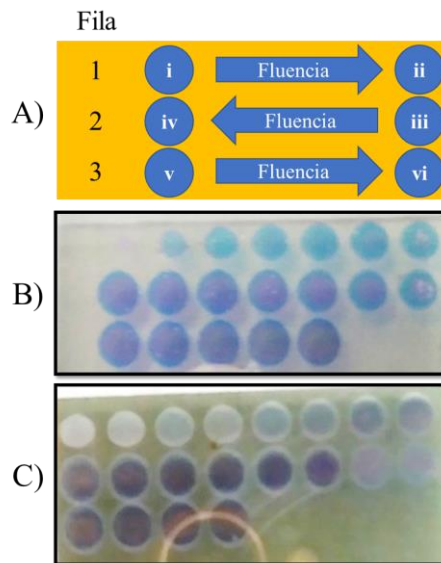 Fila
1 i Fluencia ii
A) 2 iv Fluencia iii
3 v Fluencia vi
B)
C)